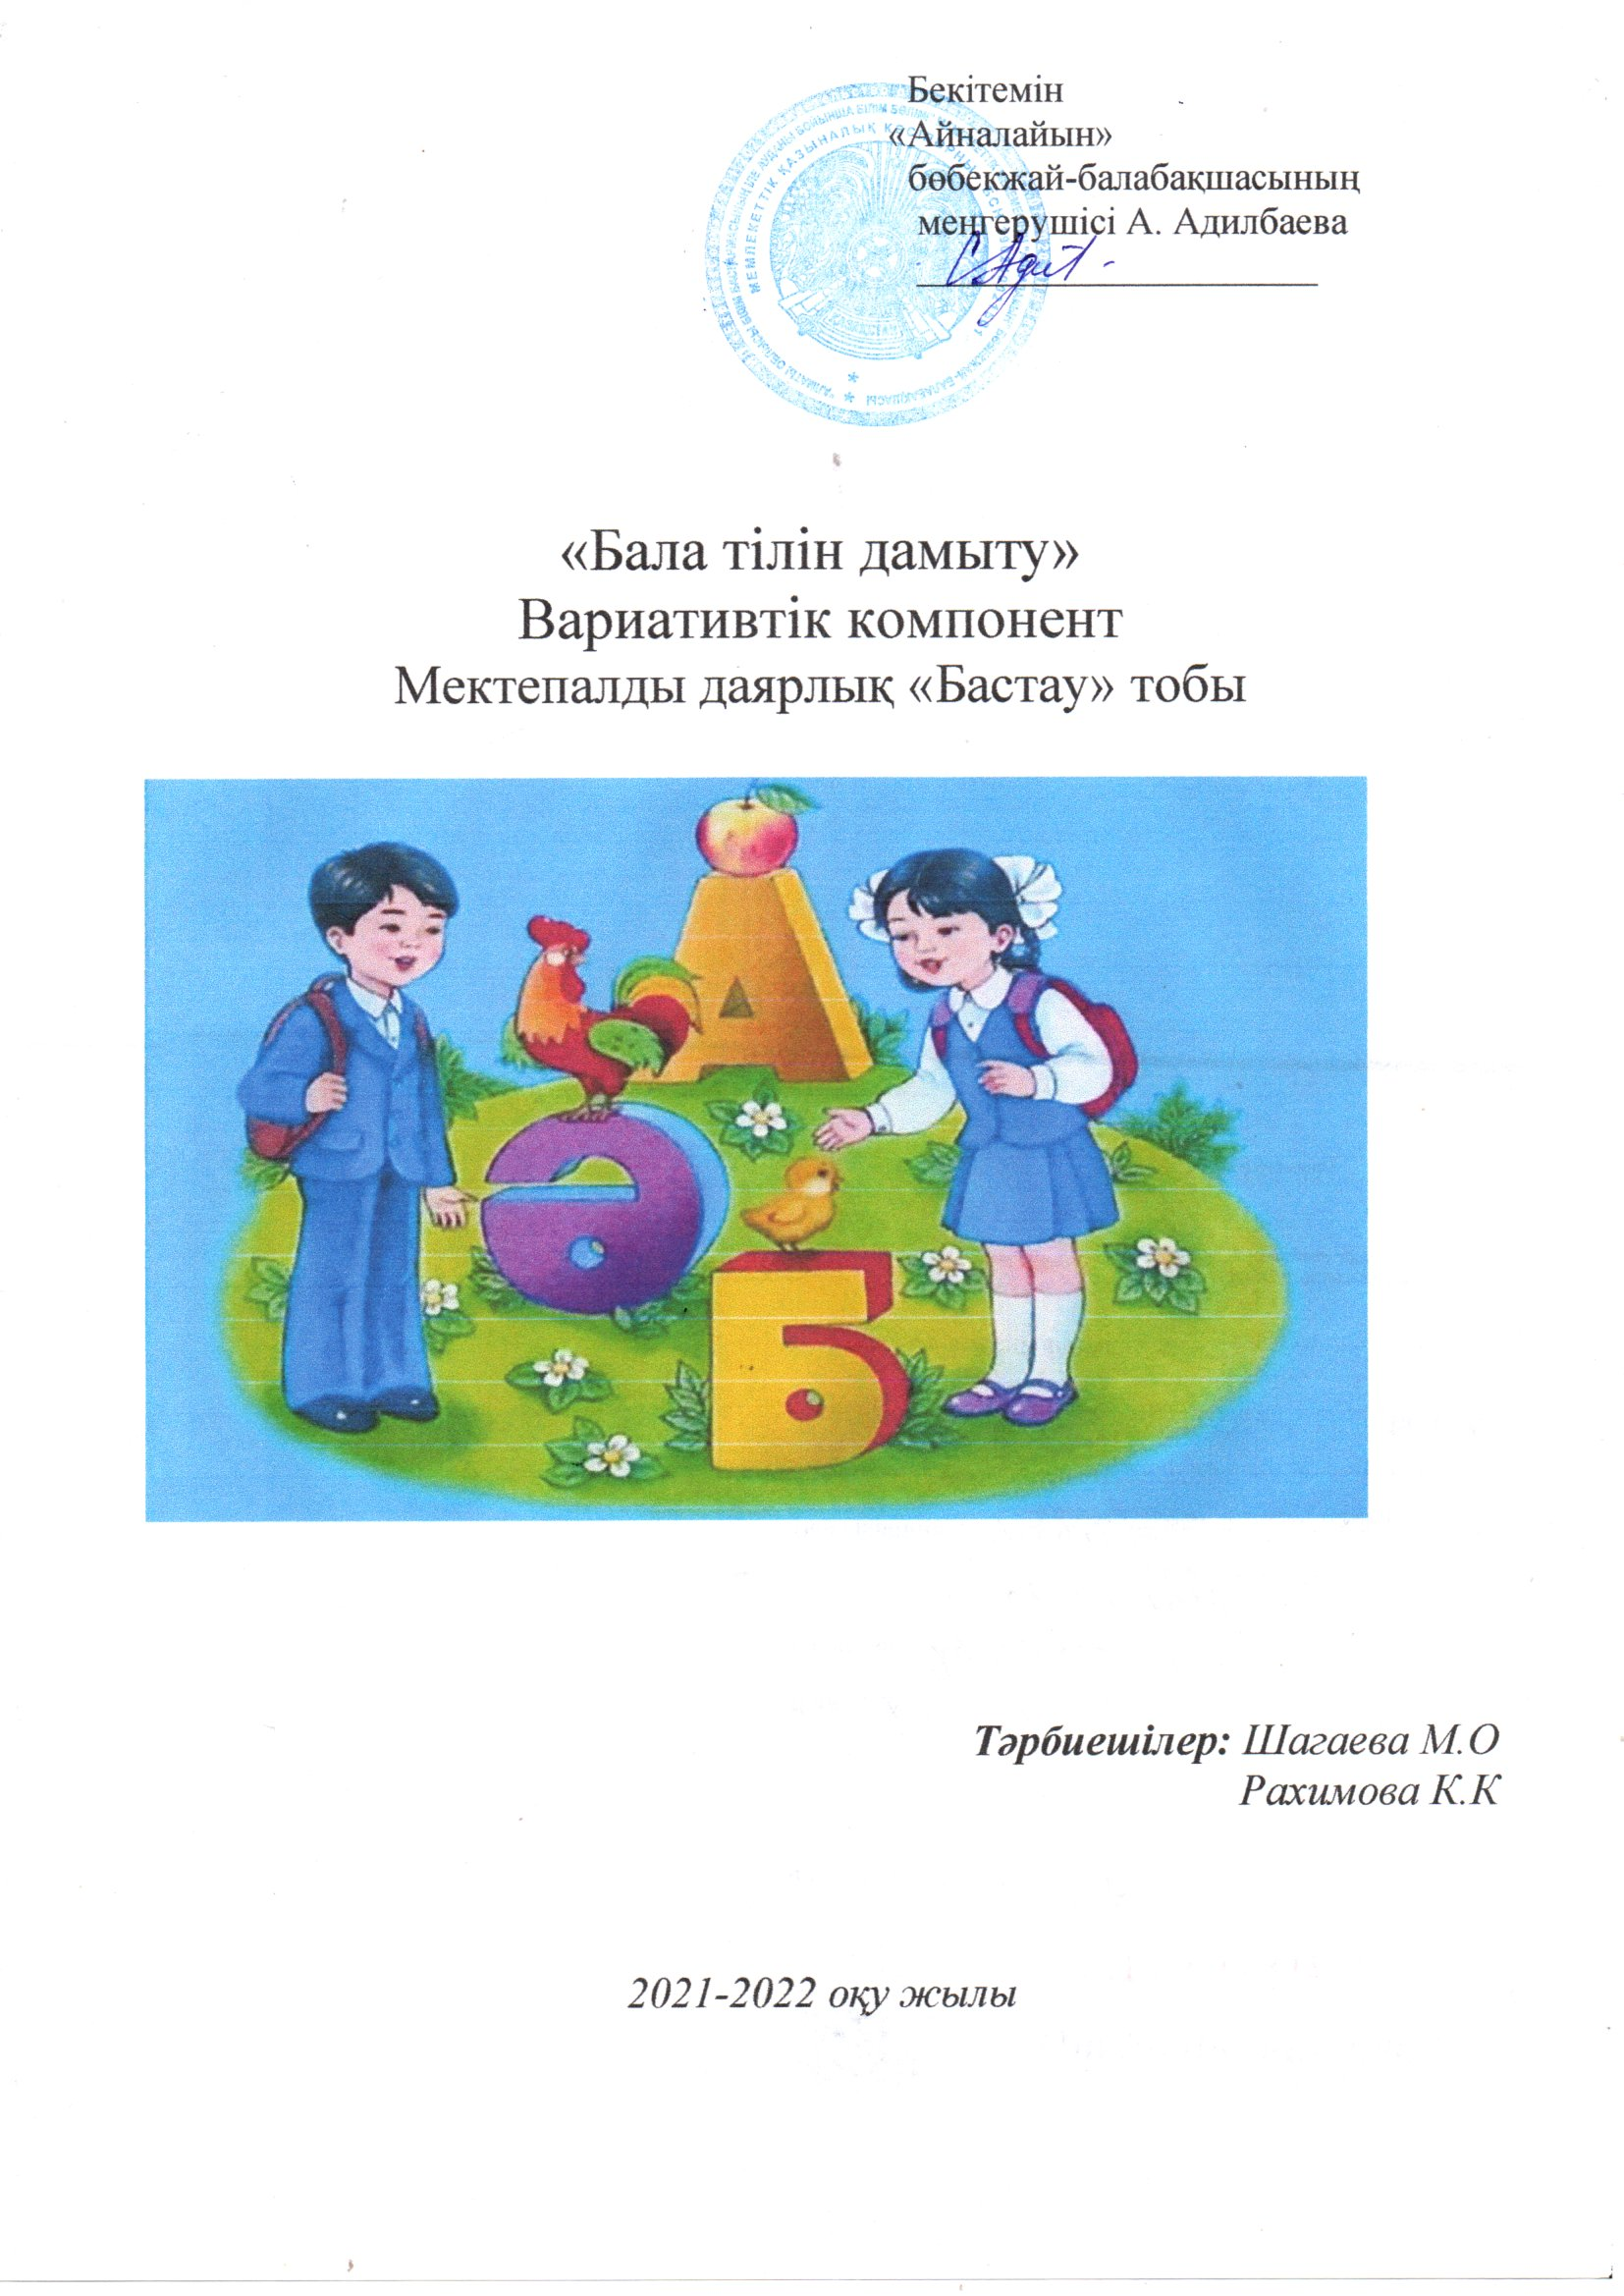 Бекітемін
«Айналайын»
бөбекжай-балабақшасының
меңгерушісі А. Адилбаева
«Бала тілін дамыту»
Вариативтік компонент
Мектепалды даярлық «Бастау» тобы
А
Ә
Б
Тәрбиешілер: Шагаева М.О
Рахимова К.К
2021-2022 оқу жылы